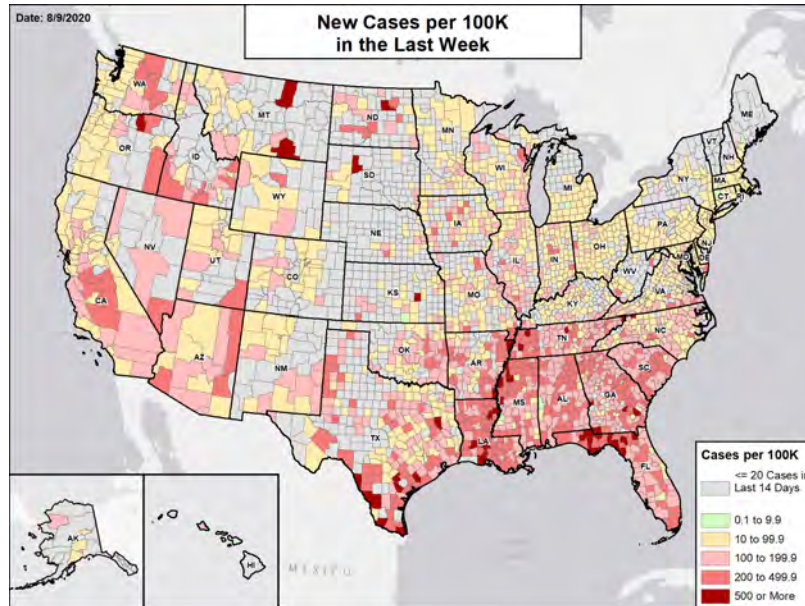 Date: 8/9/2020
New Cases per 100K
in the Last Week
WA
MT
ND
MN
ME
VT
NH
OR
ID
SD
WI
MI
NY
MA
CT
RI
WY
IA
PA
NJ
NE
NV
UT
CO
IL
IN
OH
MD
DE
WV
CA
KS
MO
KY
VA
AZ
NM
OK
AR
TN
NC
SC
TX
LA
MS
AL
GA
FL
AK
HI
MEXICO
Cases per 100K
<= 20 Cases in
Last 14 Days
0.1 to 9.9
10 to 99.9
100 to 199.9
200 to 499.9
500 or More